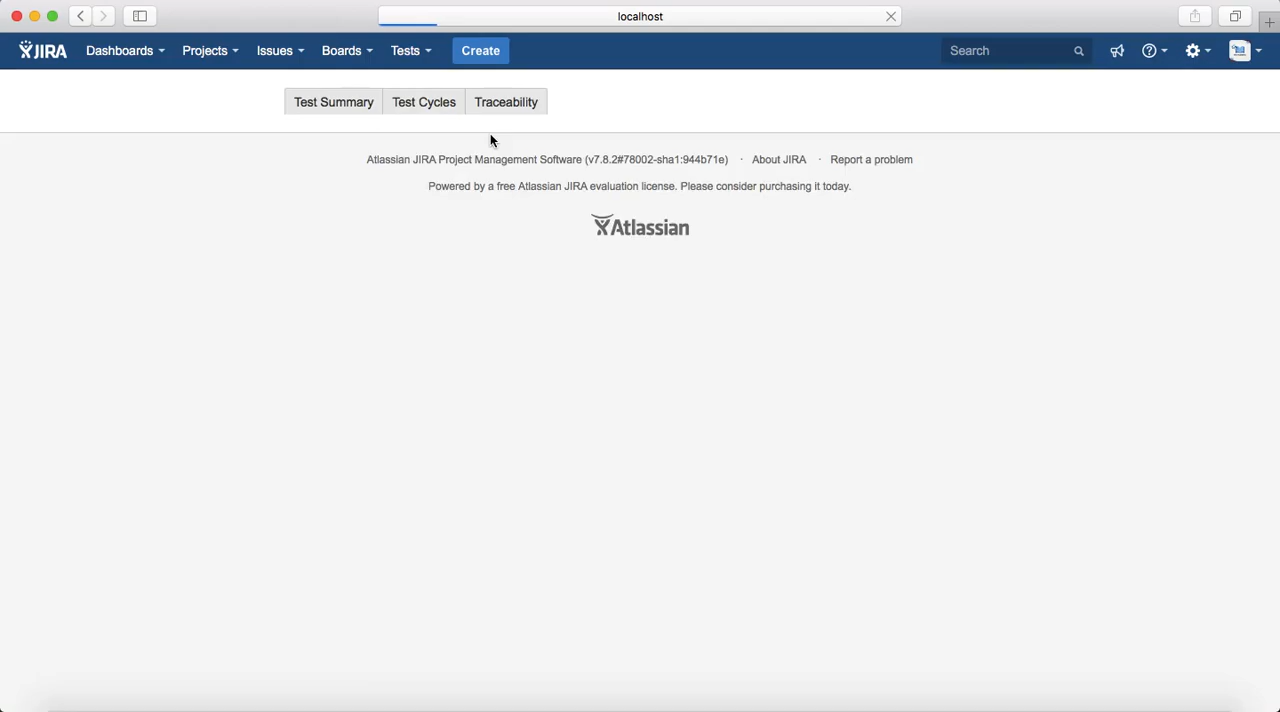 localhost
JIRA Dashboards Projects Issues Boards Tests Create Search
Test Summary Test Cycles Traceability
Atlassian JIRA Project Management Software (v7.8.2#78002-sha1:944b71e) · About JIRA · Report a problem
Powered by a free Atlassian JIRA evaluation license. Please consider purchasing it today.
Atlassian